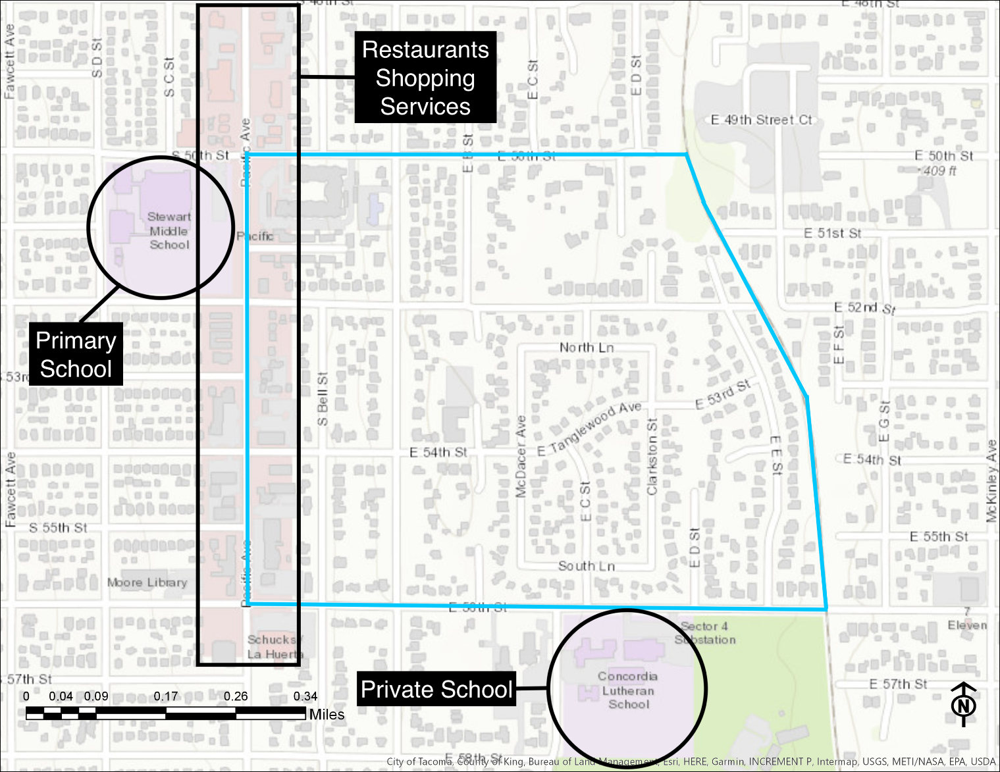 S 48th St
E 48th St
Fawcett Ave
S D St
S C St
Restaurants
Shopping
Services
E C St
E D St
E 49th Street Ct
Pacific Ave
S 50th St
E B St
E 50th St
E 50th St
409 ft
Stewart
Middle
School
Pacific
E 51st St
E 52nd St
Primary
School
North Ln
E F St
53rd
S Bell St
E 53rd St
E Tanglewood Ave
E G St
McDacer Ave
Clarkston St
E 54th St
E E St
E 54th St
Fawcett Ave
McKinley Ave
E C St
S 55th St
E D St
E 55th St
South Ln
Moore Library
Pacific Ave
E 56th St
7
Eleven
Sector 4
Substation
Schucks/
La Huerta
57th St
Private School
Concordia
Lutheran
School
E 57th St
N
0 0.04 0.09 0.17 0.26 0.34
Miles
E 58th St
City of Tacoma, County of King, Bureau of Land Management, Esri, HERE, Garmin, INCREMENT P, Intermap, USGS, METI/NASA, EPA, USDA